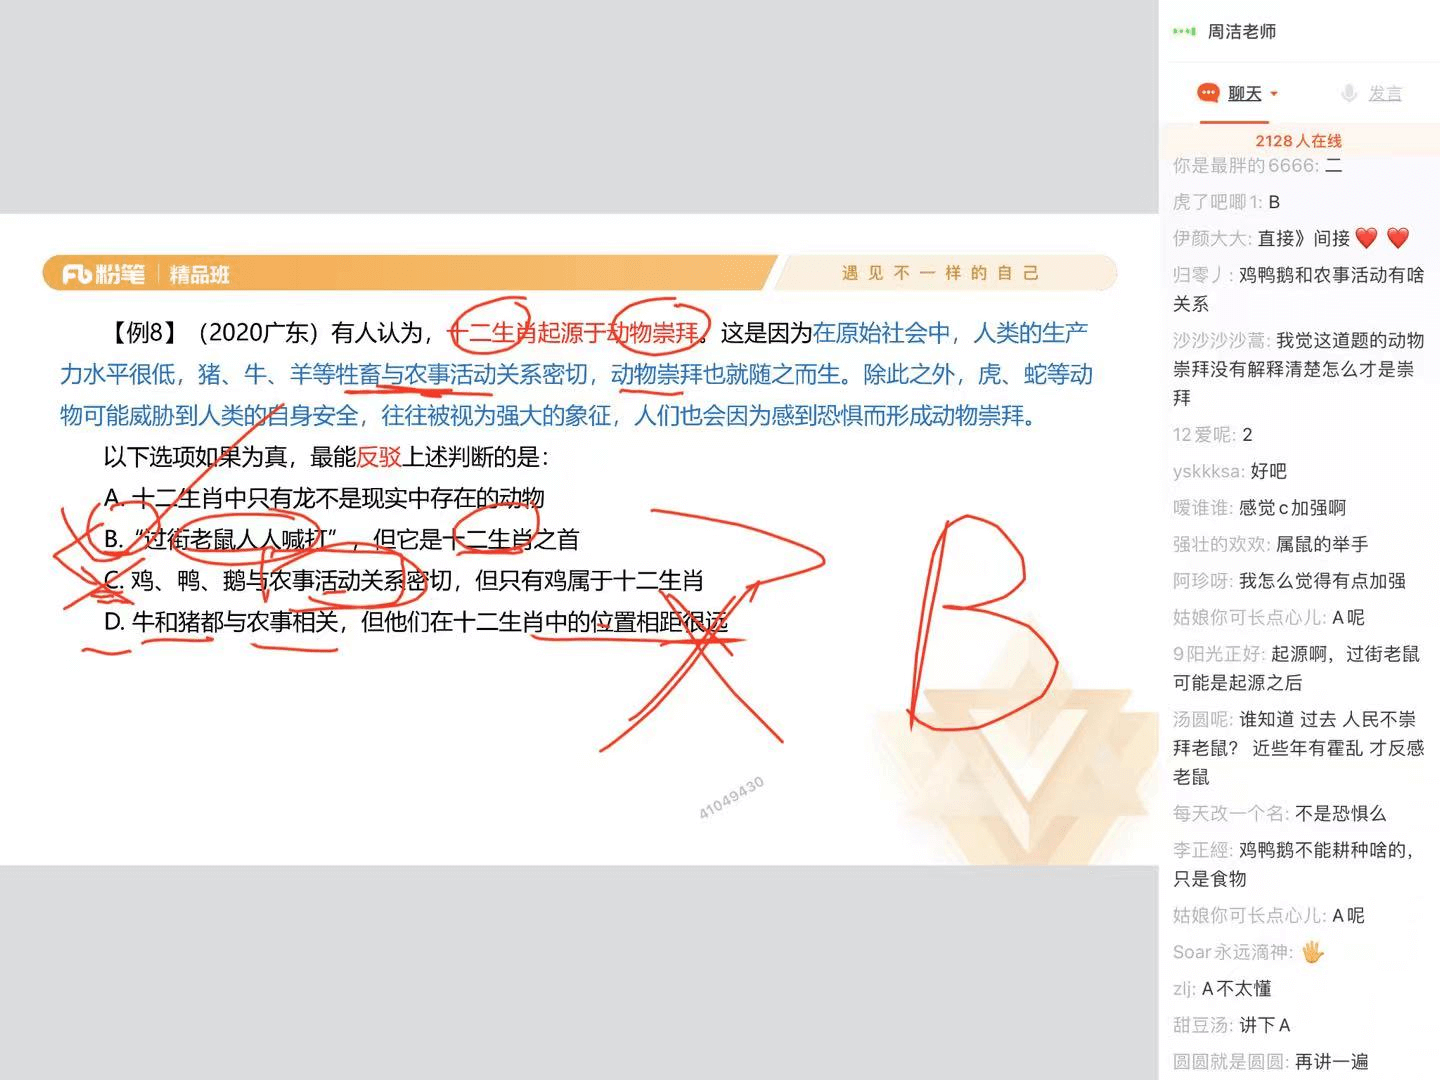 粉笔 精品班
遇见不一样的自己
【例8】（2020广东）有人认为，十二生肖起源于动物崇拜。这是因为在原始社会中，人类的生产
力水平很低，猪、牛、羊等牲畜与农事活动关系密切，动物崇拜也就随之而生。除此之外，虎、蛇等动
物可能威胁到人类的自身安全，往往被视为强大的象征，人们也会因为感到恐惧而形成动物崇拜。
以下选项如果为真，最能反驳上述判断的是：
A. 十二生肖中只有龙不是现实中存在的动物
B.“过街老鼠人人喊打”，但它是十二生肖之首
C. 鸡、鸭、鹅与农事活动关系密切，但只有鸡属于十二生肖
D. 牛和猪都与农事相关，但他们在十二生肖中的位置相距很远
B
41049430
周洁老师
聊天 发言
2128人在线
你是最胖的6666: 二
虎了吧唧1: B
伊颜大大: 直接》间接❤️ ❤️
归零丿: 鸡鸭鹅和农事活动有啥
关系
沙沙沙沙蒿: 我觉这道题的动物
崇拜没有解释清楚怎么才是崇
拜
12爱呢: 2
yskkksa: 好吧
嗳谁谁: 感觉c加强啊
强壮的欢欢: 属鼠的举手
阿珍呀: 我怎么觉得有点加强
姑娘你可长点心儿: A呢
9阳光正好: 起源啊，过街老鼠
可能是起源之后
汤圆呢: 谁知道 过去 人民不崇
拜老鼠？ 近些年有霍乱 才反感
老鼠
每天改一个名: 不是恐惧么
李正經: 鸡鸭鹅不能耕种啥的，
只是食物
姑娘你可长点心儿: A呢
Soar永远滴神: 🖐
zlj: A不太懂
甜豆汤: 讲下A
圆圆就是圆圆: 再讲一遍